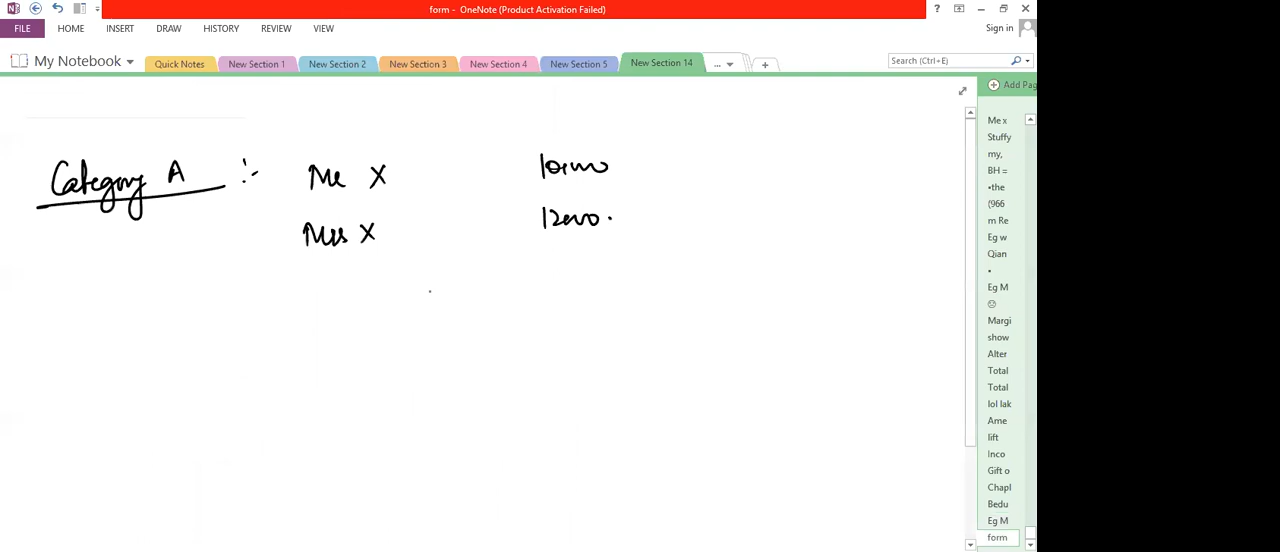 form - OneNote (Product Activation Failed)
?
Sign in
FILE HOME INSERT DRAW HISTORY REVIEW VIEW
My Notebook
Quick Notes New Section 1 New Section 2 New Section 3 New Section 4 New Section 5 New Section 14 ... +
Search (Ctrl+E)
Add Pag
Category A :-
X
Mrs X
Me x
Stuffy
my,
BH =
•the
(966
m Re
Eg w
Qian
•
Eg M
☹
Margi
show
Alter
Total
Total
lol lak
Ame
lift
Inco
Gift o
Chapl
Bedu
Eg M
form